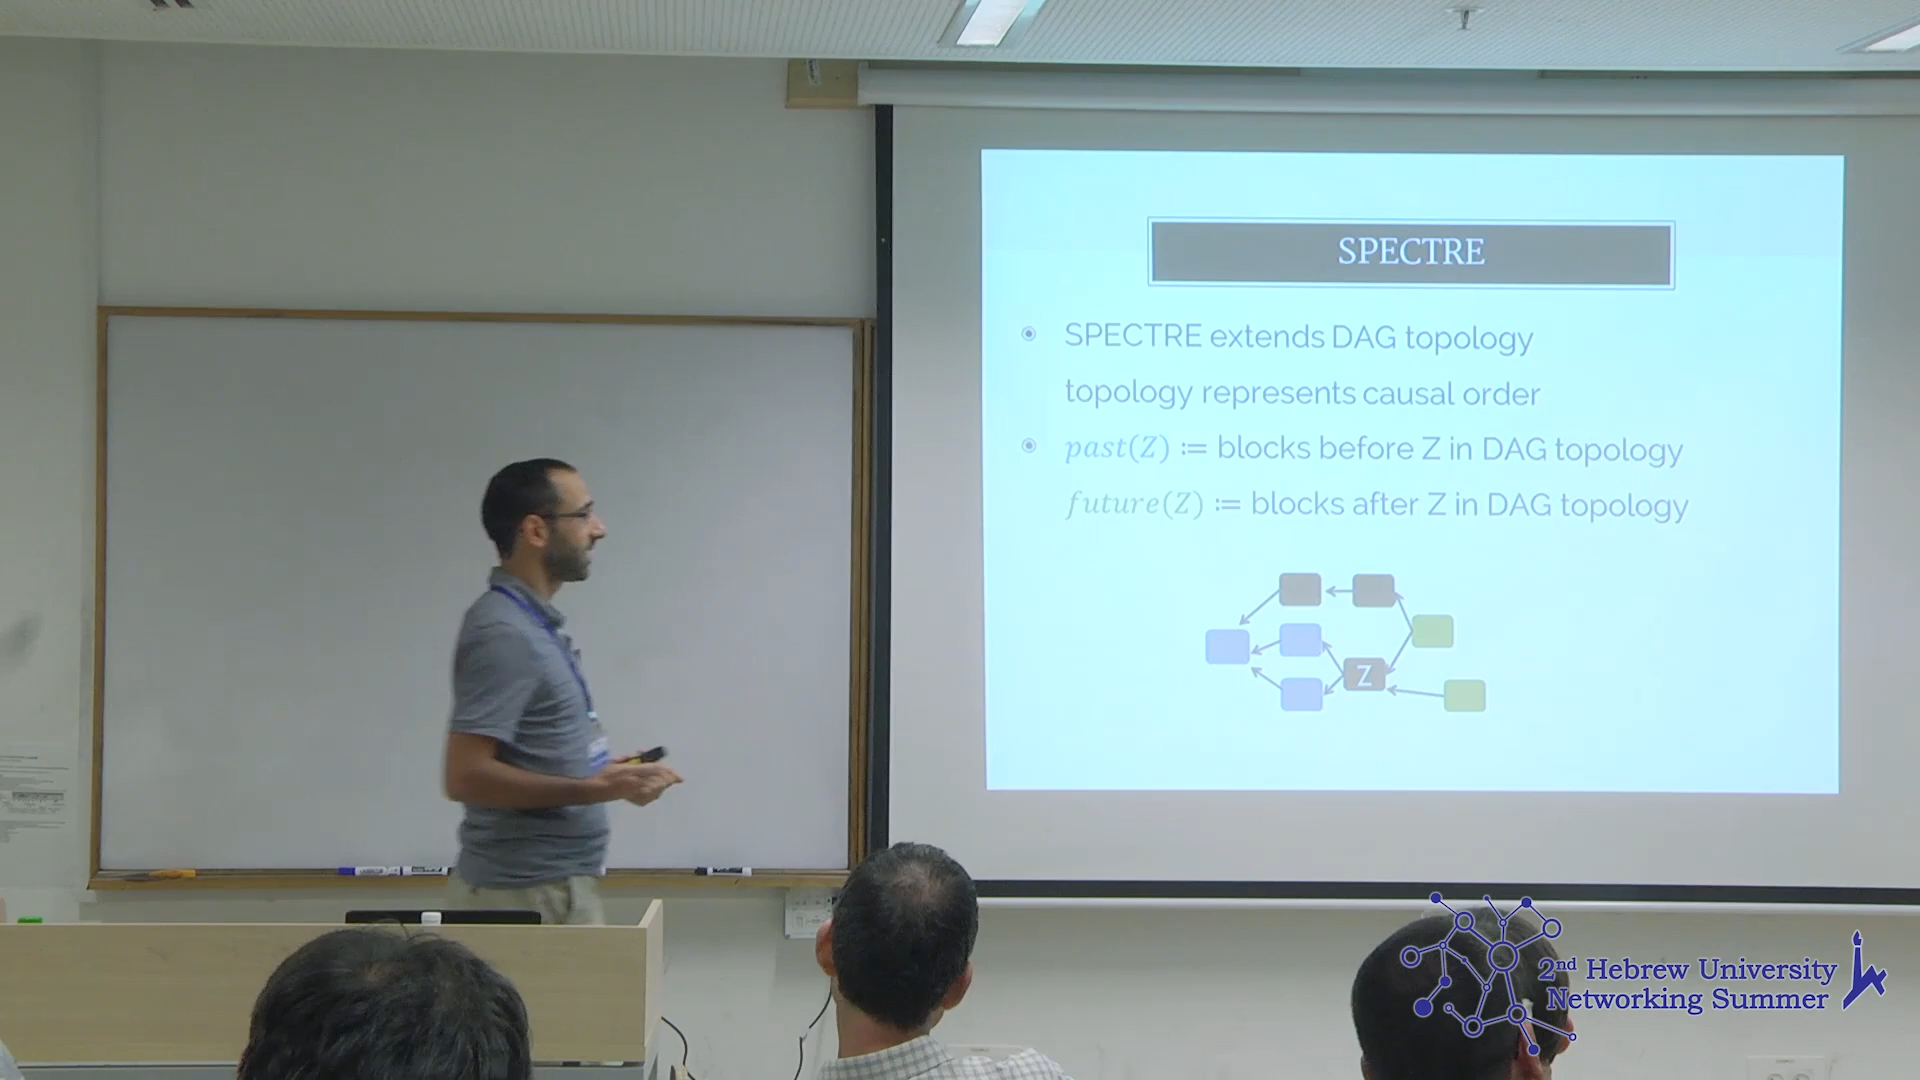 SPECTRE
SPECTRE extends DAG topology
topology represents causal order
past(Z) := blocks before Z in DAG topology
future(Z) := blocks after Z in DAG topology
Z
2nd Hebrew University
Networking Summer